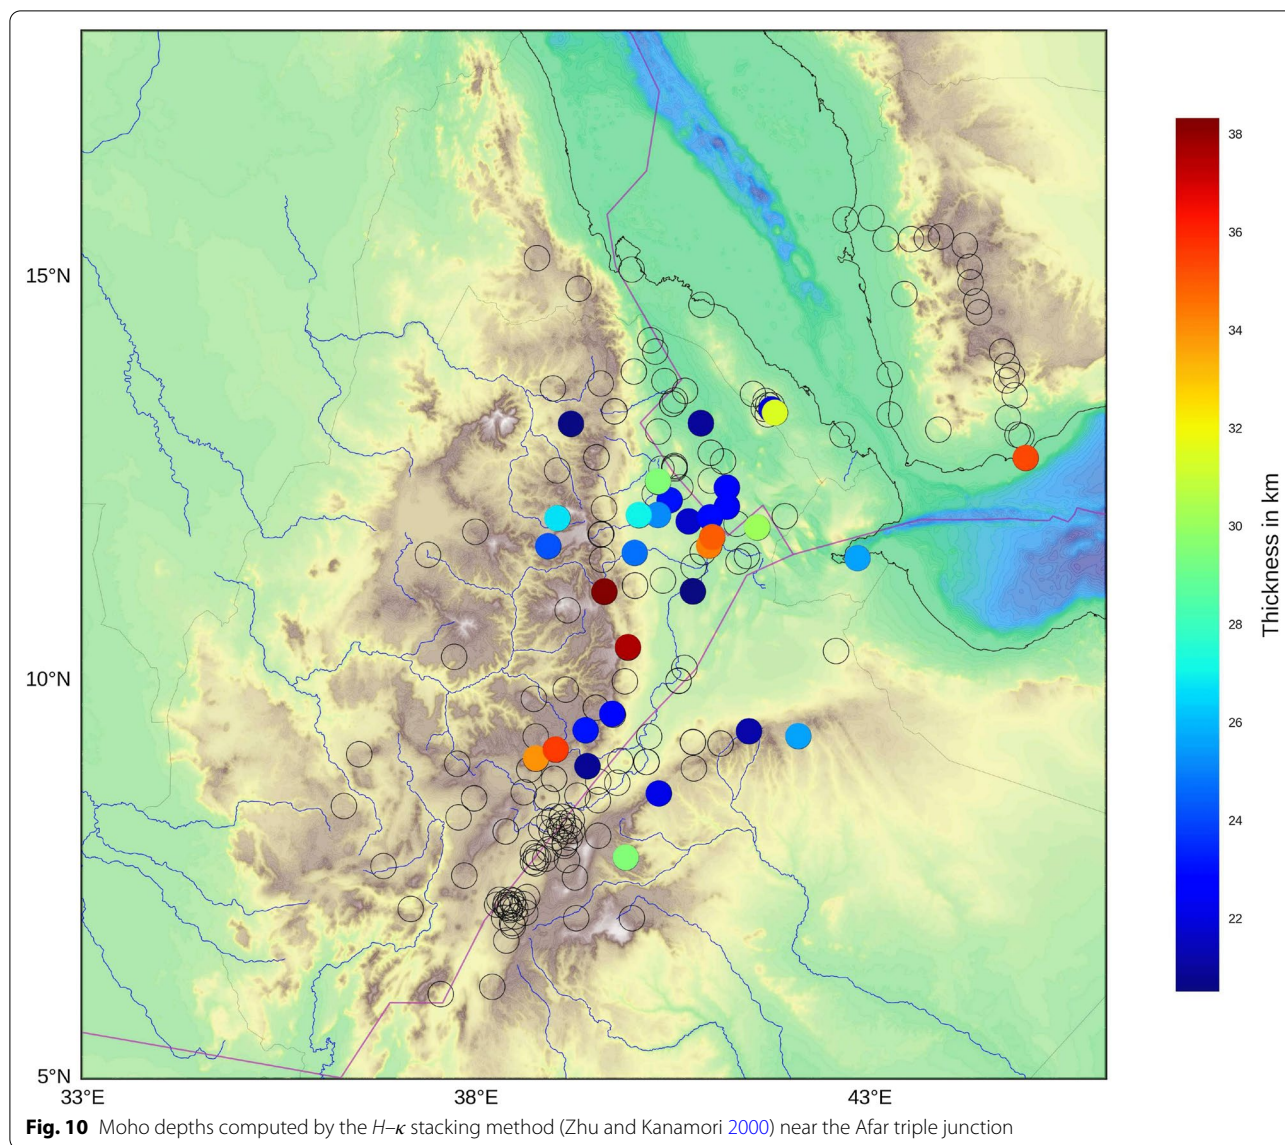 38
36
34
32
30
28
26
24
22
Thickness in km
15°N
10°N
5°N
33°E 38°E 43°E
Fig. 10 Moho depths computed by the H–κ stacking method (Zhu and Kanamori 2000) near the Afar triple junction